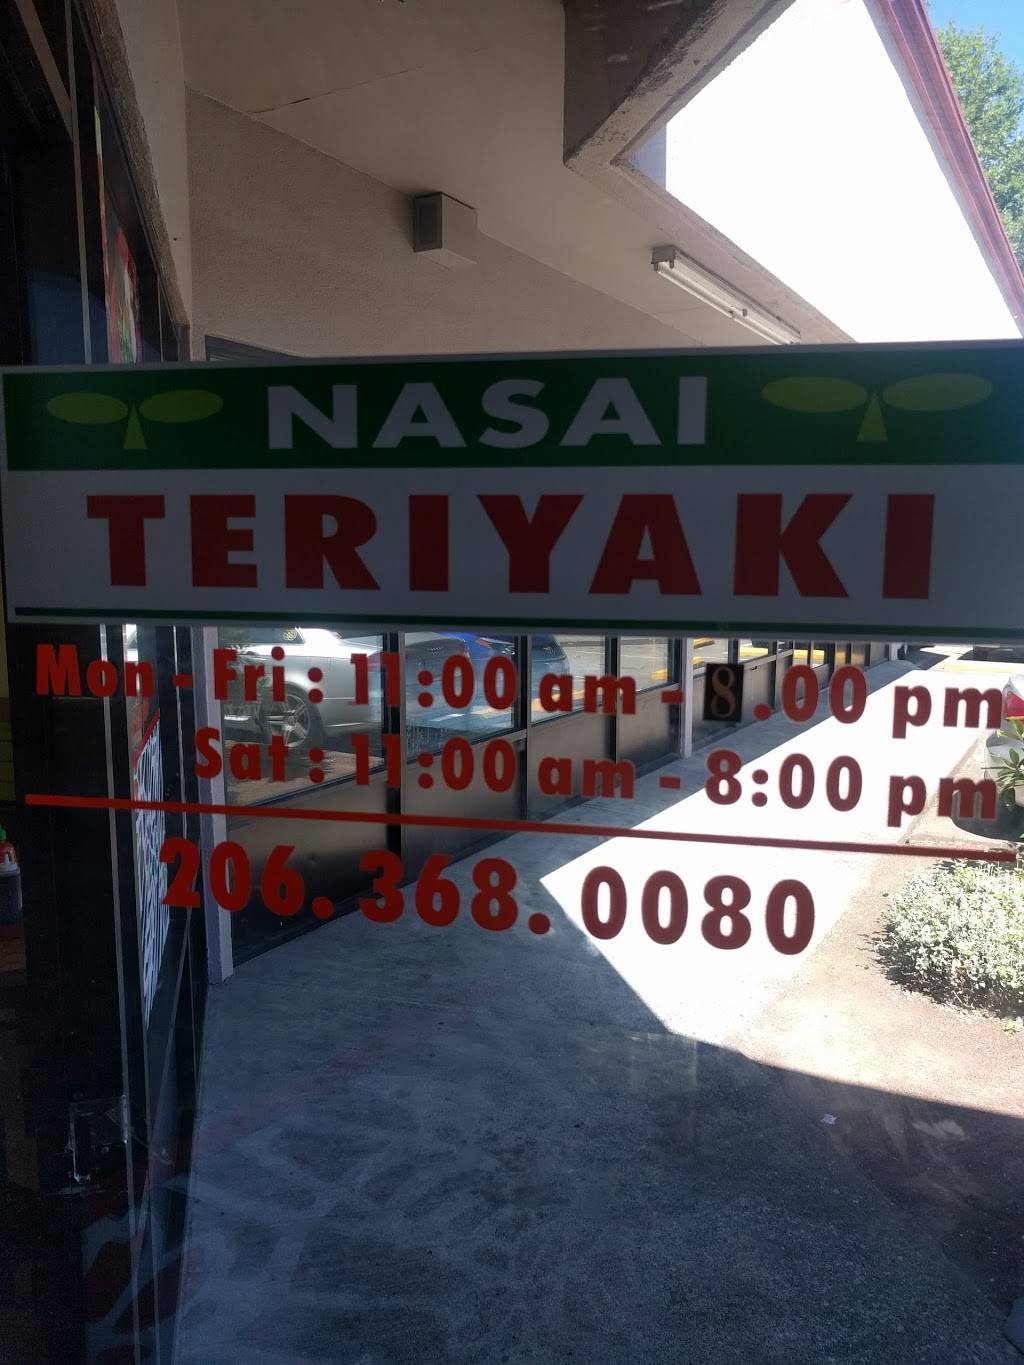 NASAI
TERIYAKI
Mon - Fri : 11:00 am - 8.00 pm
Sat : 11:00 am - 8:00 pm
206.368.0080